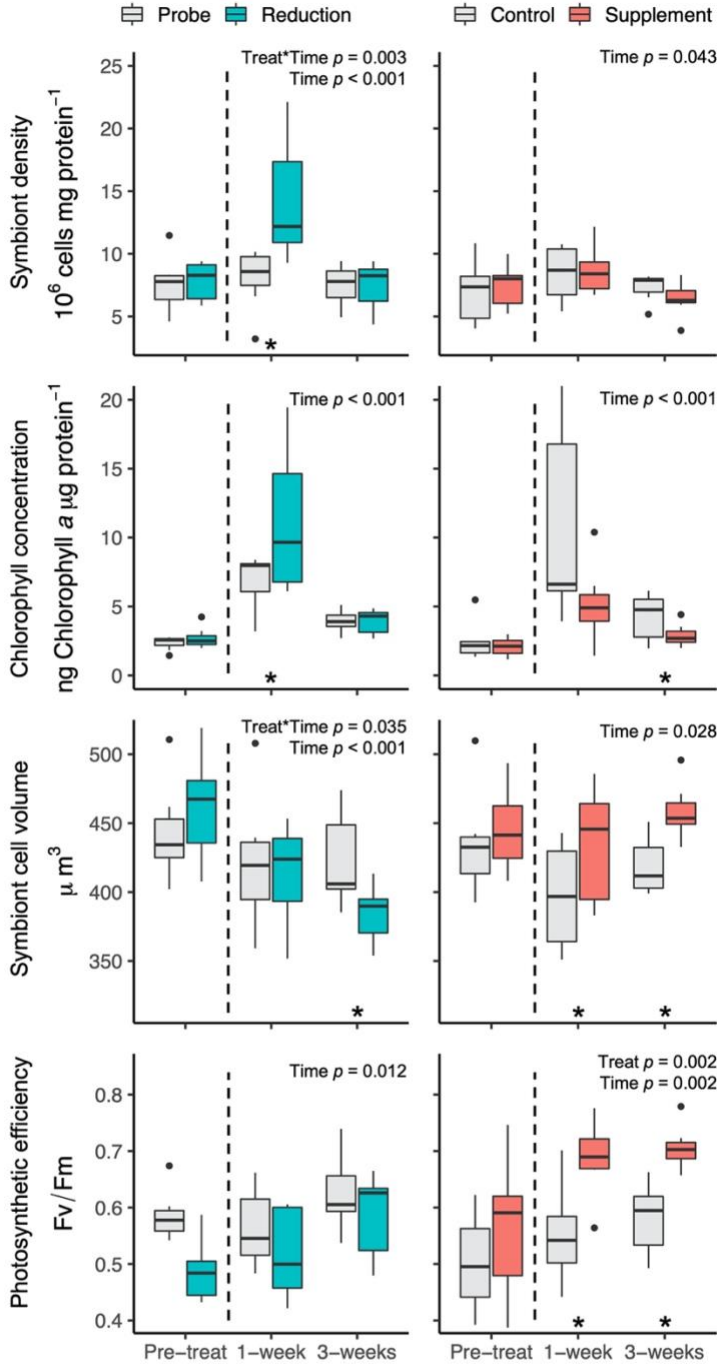 Probe Reduction Control Supplement
Symbiont density
10⁶ cells mg protein⁻¹
25
20
15
10
5
Treat*Time p = 0.003
Time p < 0.001
*
Time p = 0.043
Chlorophyll concentration
ng Chlorophyll a μg protein⁻¹
20
15
10
5
0
Time p < 0.001
*
Time p < 0.001
*
Symbiont cell volume
μ m³
500
450
400
350
Treat*Time p = 0.035
Time p < 0.001
*
Time p = 0.028
* *
Photosynthetic efficiency
Fv/Fm
0.8
0.7
0.6
0.5
0.4
Time p = 0.012
Treat p = 0.002
Time p = 0.002
* *
Pre−treat 1−week 3−weeks Pre−treat 1−week 3−weeks